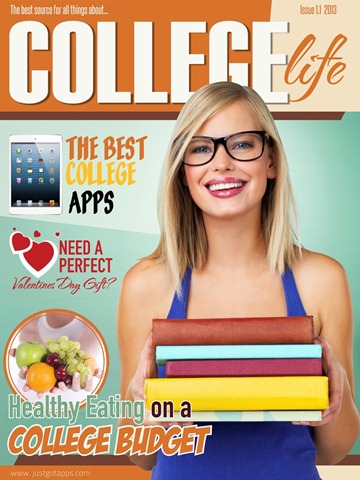 The best source for all things about...
Issue 1.1 2013
COLLEGE life
THE BEST
COLLEGE
APPS
NEED A
PERFECT
Valentines Day Gift?
Healthy Eating on a
COLLEGE BUDGET
www. justgotapps.com